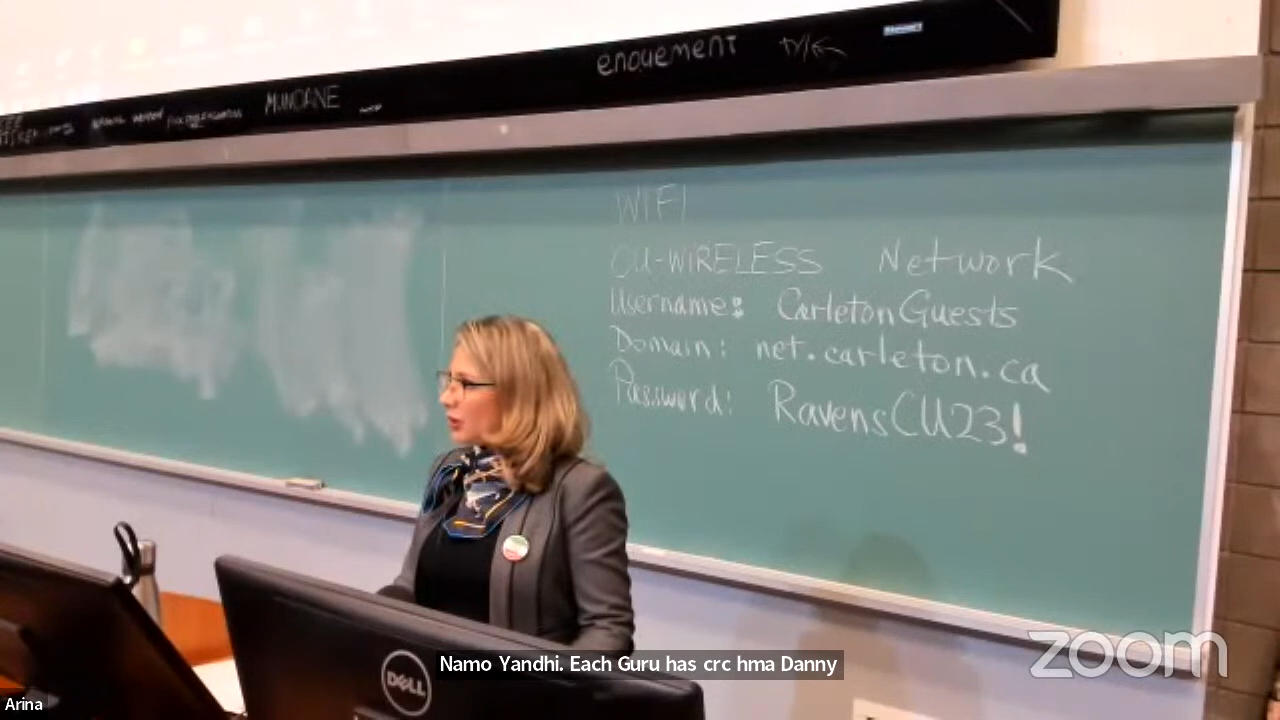 enquement
MUNDANE
WIFI
CU-WIRELESS Network
Username: CarletonGuests
Domain: net.carleton.ca
Password: RavensCU23!
DELL
Namo Yandhi. Each Guru has crc hma Danny
zoom
Arina